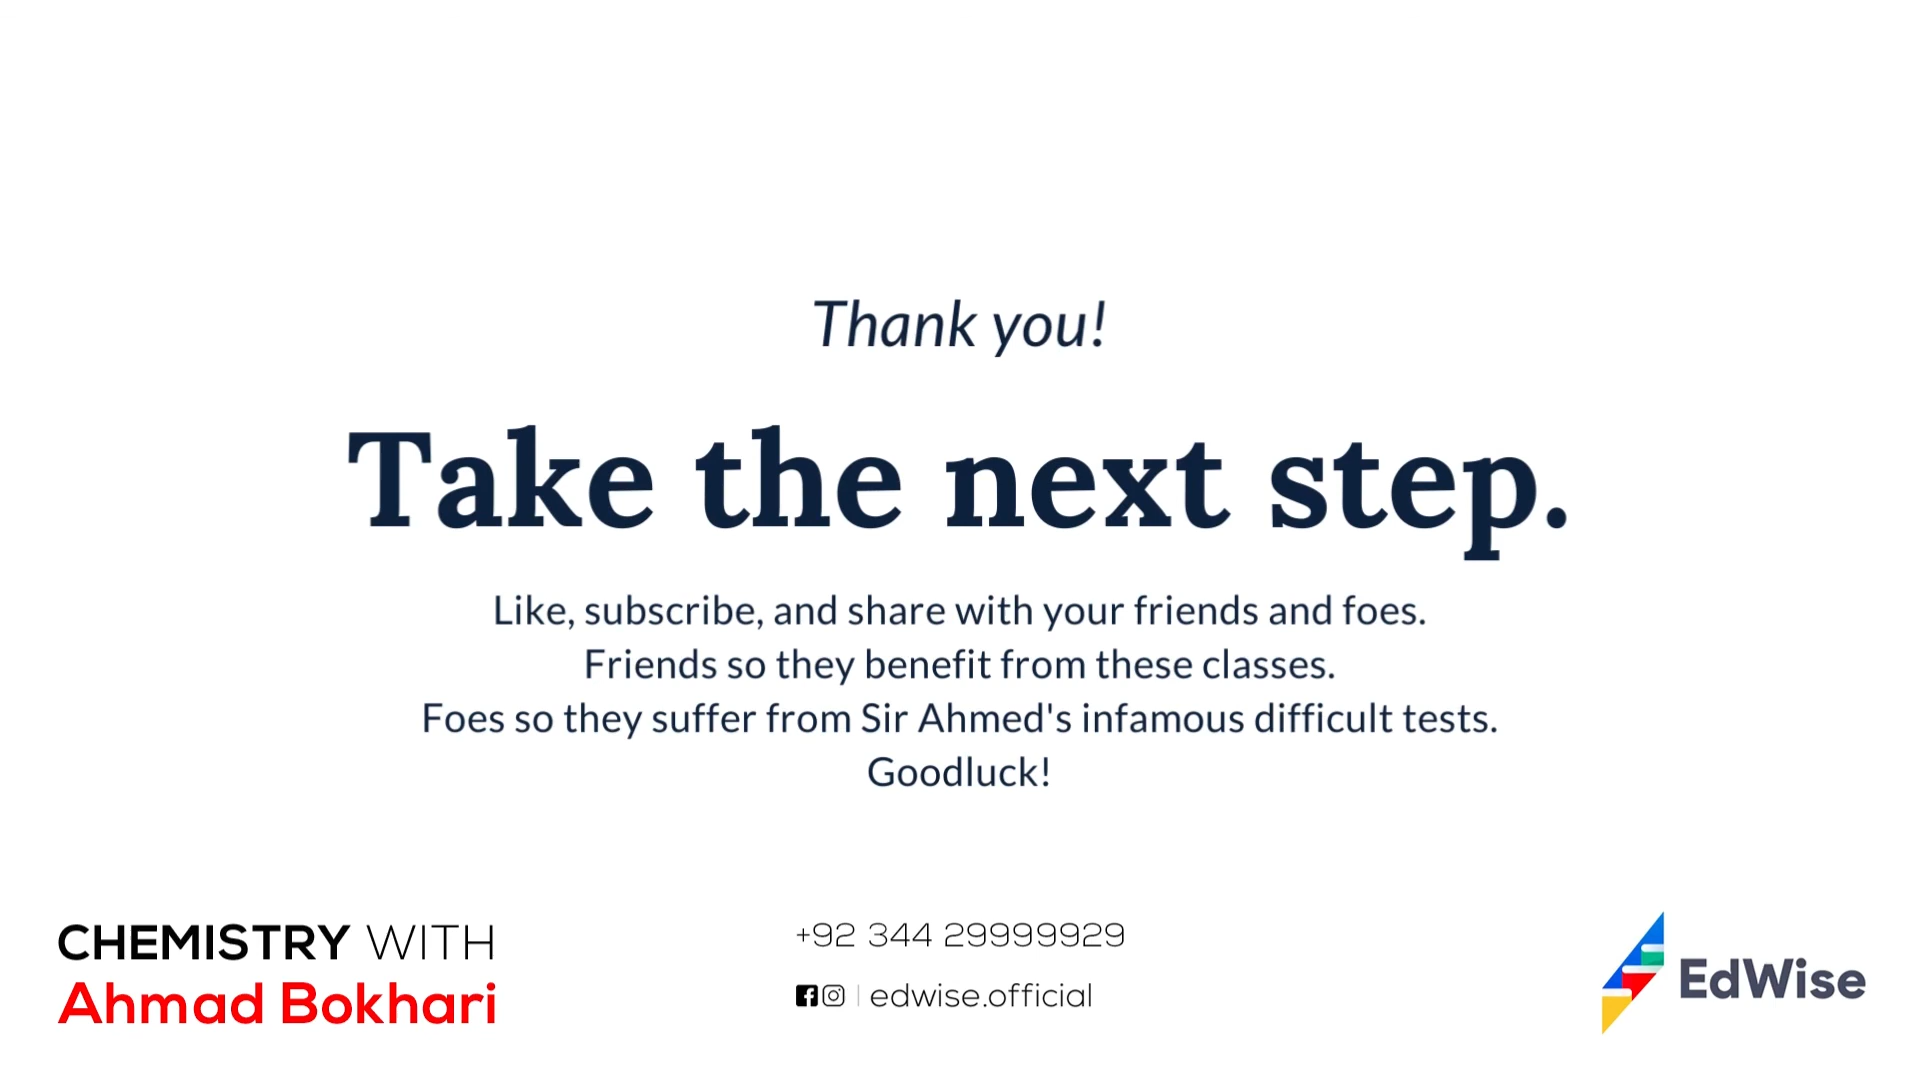 Thank you!
Take the next step.
Like, subscribe, and share with your friends and foes.
Friends so they benefit from these classes.
Foes so they suffer from Sir Ahmed's infamous difficult tests.
Goodluck!
CHEMISTRY WITH
Ahmad Bokhari
+92 344 29999929
edwise.official
EdWise